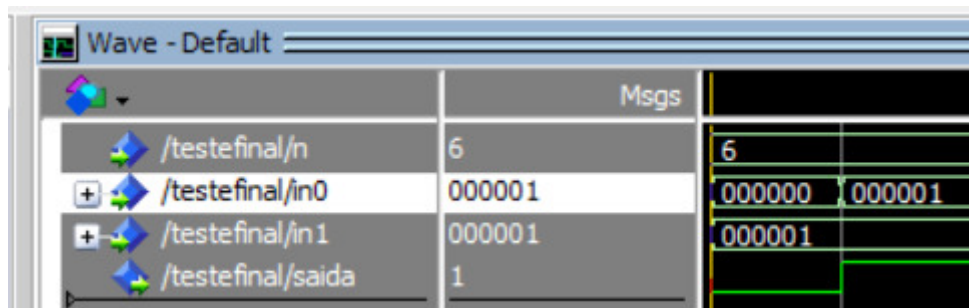 Wave - Default
Msgs
/testefinal/n 6 6
/testefinal/in0 000001 000000 000001
/testefinal/in1 000001 000001
/testefinal/saida 1